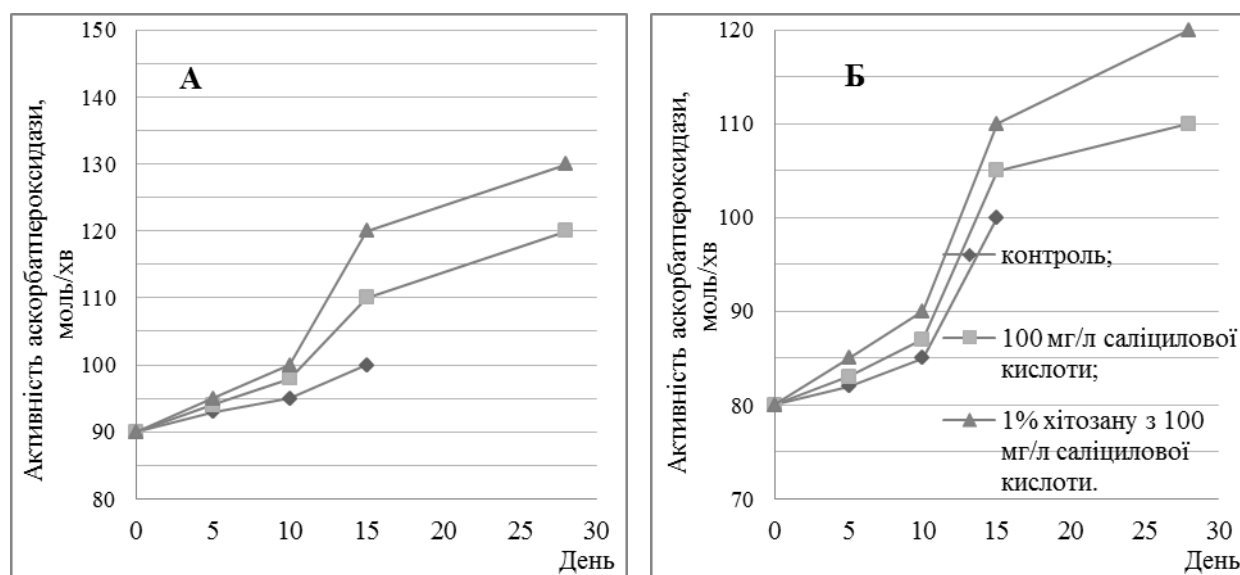 Активність аскорбатпероксидази,
моль/хв
150
140
130
120
110
100
90
80
А
0 5 10 15 20 25 30
День
Активність аскорбатпероксидази,
моль/хв
120
110
100
90
80
70
Б
контроль;
100 мг/л саліцилової
кислоти;
1% хітозану з 100
мг/л саліцилової
кислоти.
0 5 10 15 20 25 30
День